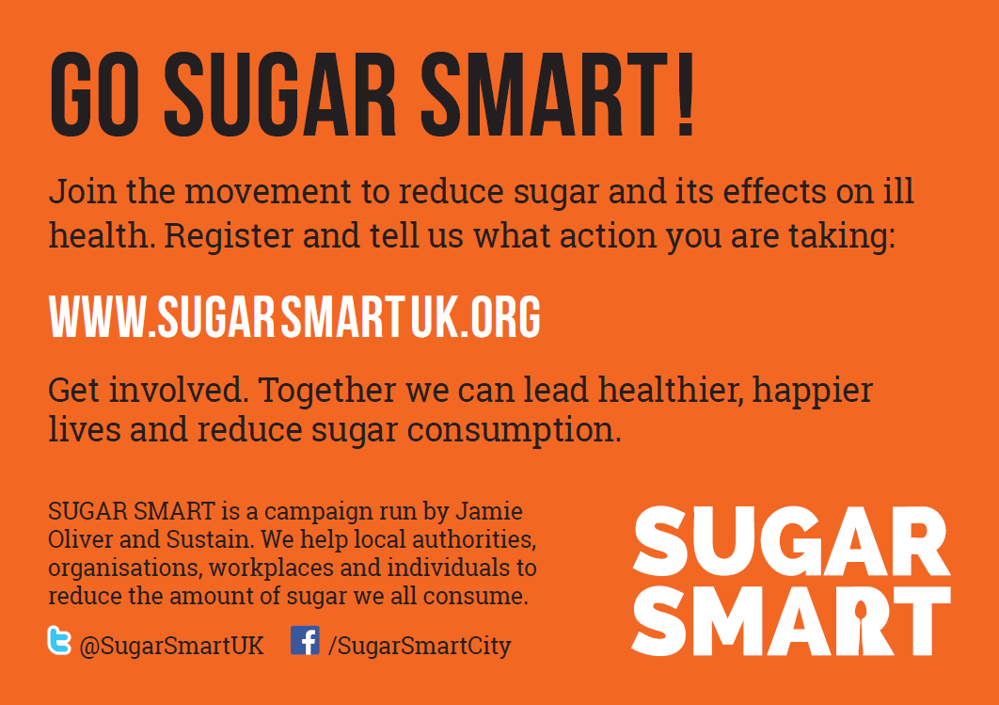 GO SUGAR SMART!
Join the movement to reduce sugar and its effects on ill
health. Register and tell us what action you are taking:
WWW.SUGARSMARTUK.ORG
Get involved. Together we can lead healthier, happier
lives and reduce sugar consumption.
SUGAR SMART is a campaign run by Jamie
Oliver and Sustain. We help local authorities,
organisations, workplaces and individuals to
reduce the amount of sugar we all consume.
@SugarSmartUK /SugarSmartCity
SUGAR
SMART